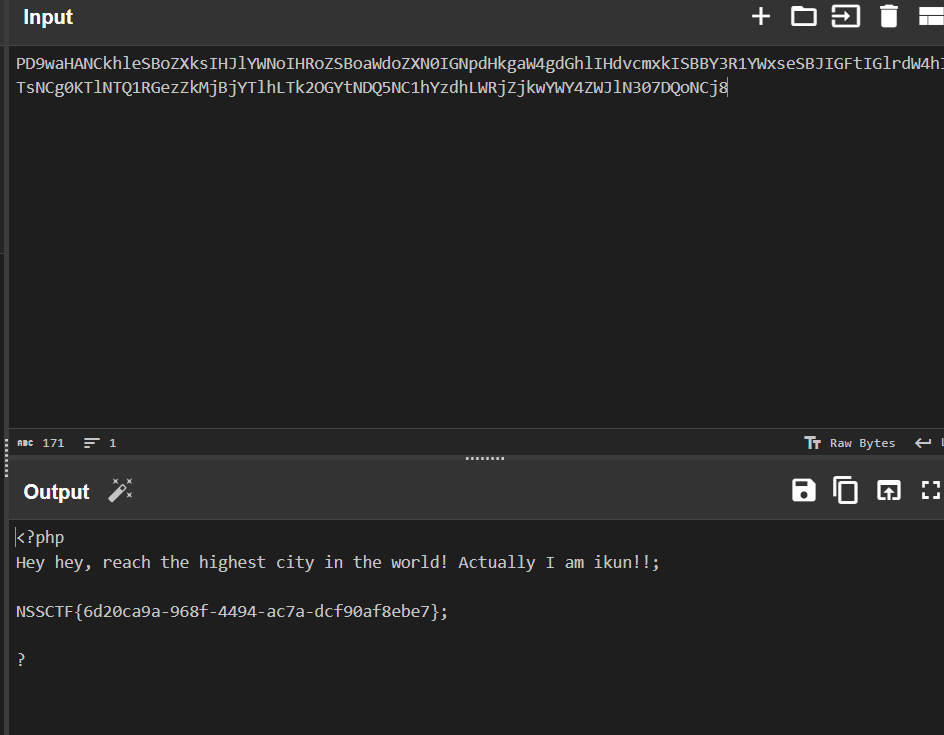 Input
PD9waHANCkhleSBoZXksIHJlYWNoIHRoZSBoaWdoZXN0IGNpdHkgaW4gdGhlIHdvcmxkISBBY3R1YWxseSBJIGFtIGlrdW4hI
TsNCg0KTlNTQ1RGezZkMjBjYTlhLTk2OGYtNDQ5NC1hYzdhLWRjZjkwYWY4ZWJlN307DQoNCj8
ABC 171 1 Tт Raw Bytes
Output
<?php
Hey hey, reach the highest city in the world! Actually I am ikun!!;
NSSCTF{6d20ca9a-968f-4494-ac7a-dcf90af8ebe7};
?